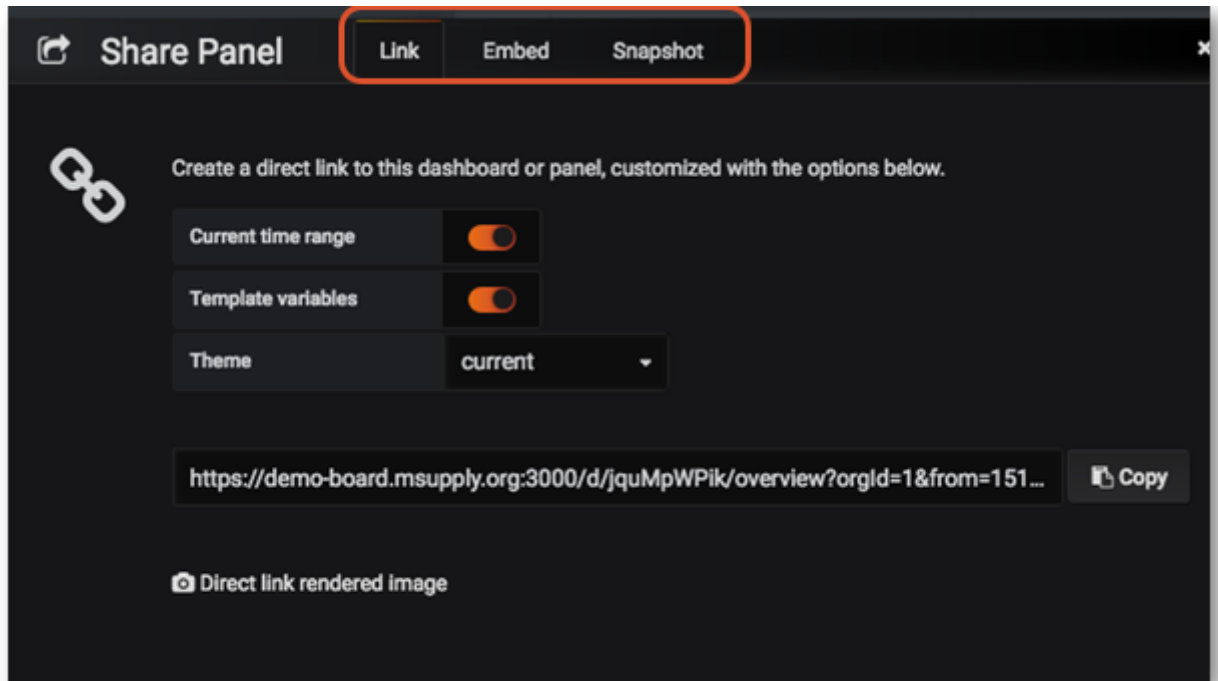 Share Panel Link Embed Snapshot
Create a direct link to this dashboard or panel, customized with the options below.
Current time range
Template variables
Theme current
https://demo-board.msupply.org:3000/d/jquMpWPik/overview?orgId=1&from=151... Copy
Direct link rendered image